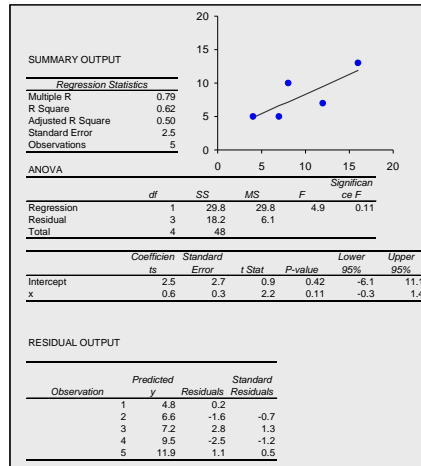 20
15
10
5
0
0 5 10 15 20
SUMMARY OUTPUT
Regression Statistics
Multiple R 0.79
R Square 0.62
Adjusted R Square 0.50
Standard Error 2.5
Observations 5
ANOVA
df SS MS F Significan
ce F
Regression 1 29.8 29.8 4.9 0.11
Residual 3 18.2 6.1
Total 4 48
Coefficien Standard Lower Upper
ts Error t Stat P-value 95% 95%
Intercept 2.5 2.7 0.9 0.42 -6.1 11.1
x 0.6 0.3 2.2 0.11 -0.3 1.4
RESIDUAL OUTPUT
Predicted Standard
Observation y Residuals Residuals
1 4.8 0.2
2 6.6 -1.6 -0.7
3 7.2 2.8 1.3
4 9.5 -2.5 -1.2
5 11.9 1.1 0.5